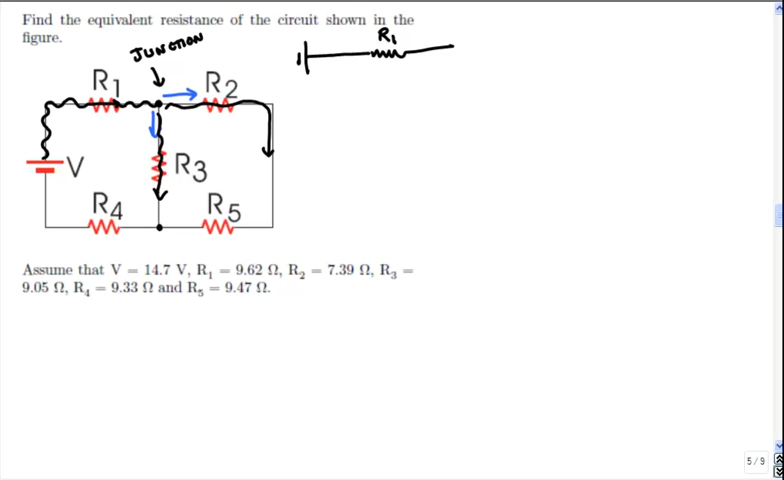 Find the equivalent resistance of the circuit shown in the
figure.
JUNCTION
R1
R1
R2
V
R3
R4
R5
Assume that V = 14.7 V, R₁ = 9.62 Ω, R₂ = 7.39 Ω, R₃ =
9.05 Ω, R₄ = 9.33 Ω and R₅ = 9.47 Ω.
5 / 9